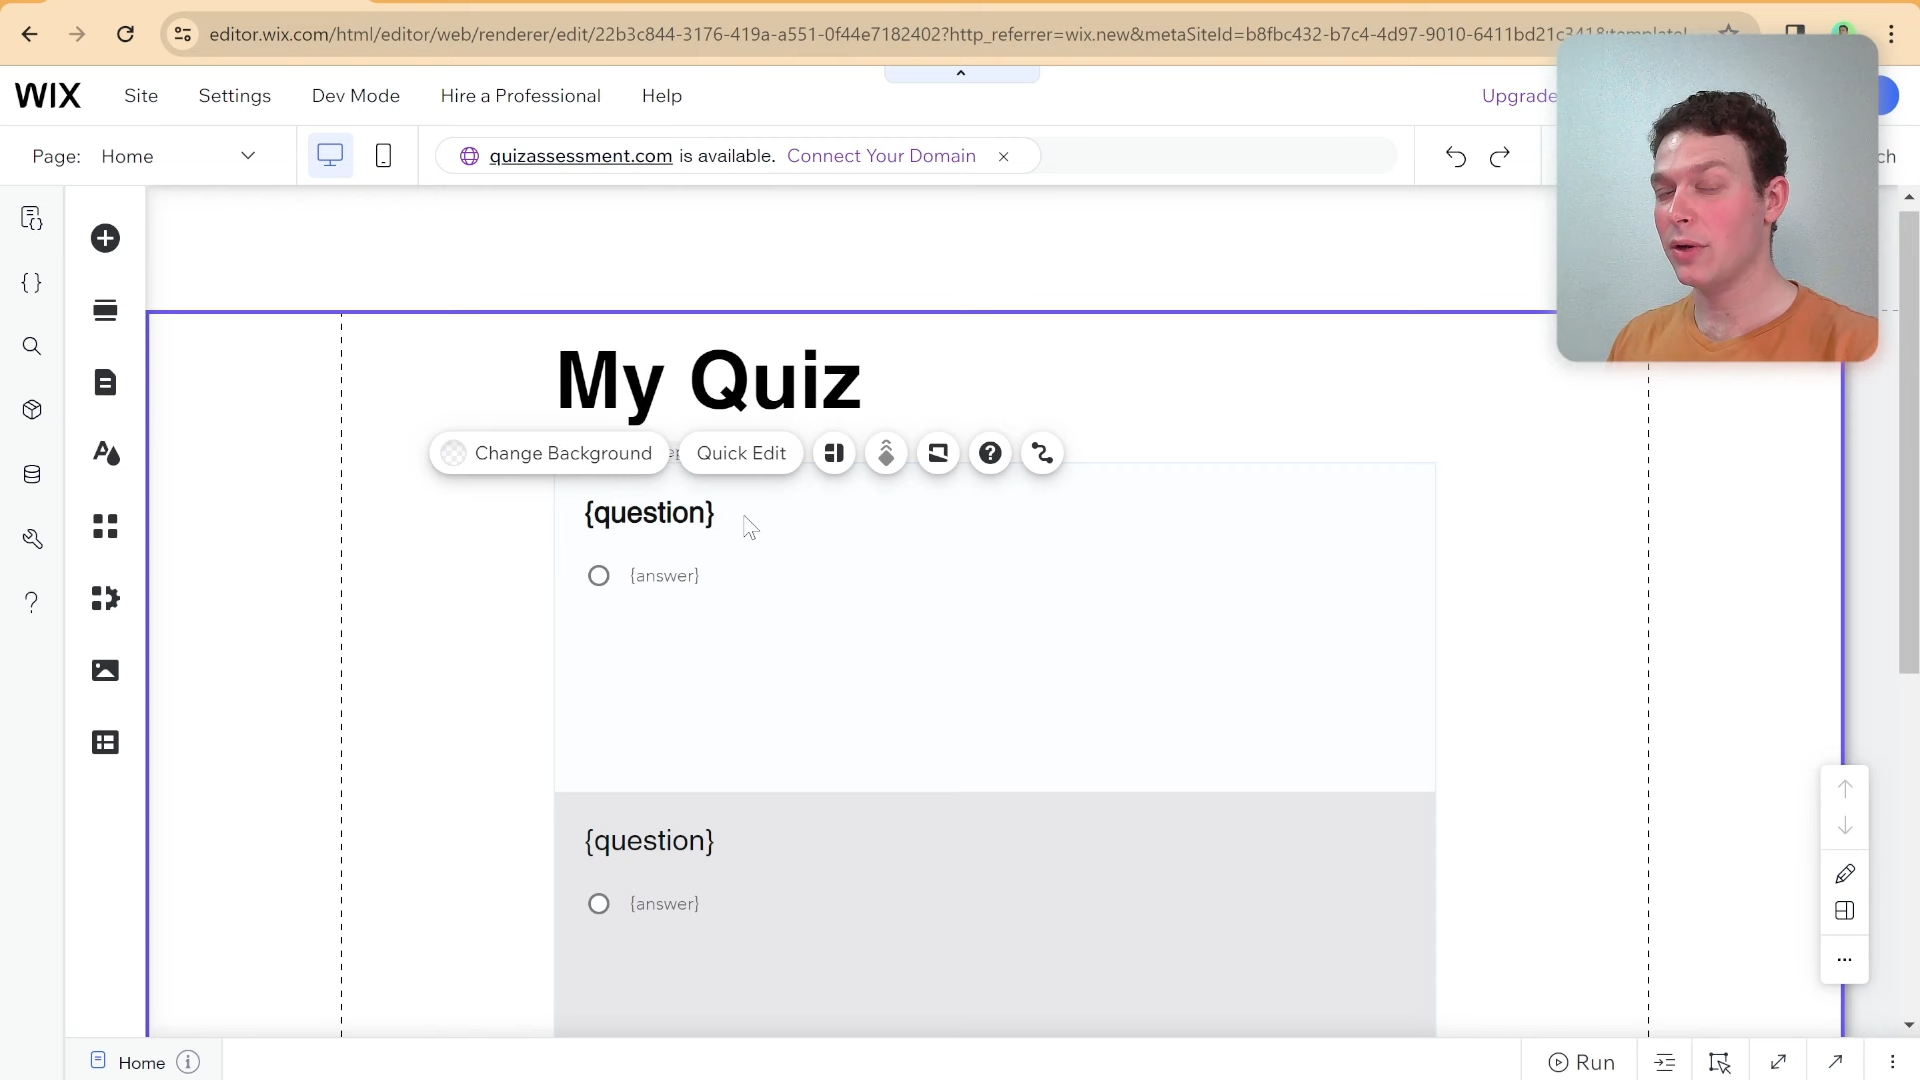 editor.wix.com/html/editor/web/renderer/edit/22b3c844-3176-419a-a551-0f44e7182402?http_referrer=wix.new&metaSiteId=b8fbc432-b7c4-4d97-9010-6411bd21c341&template
WIX Site Settings Dev Mode Hire a Professional Help Upgrade
Page: Home quizassessment.com is available. Connect Your Domain ×
My Quiz
Change Background Quick Edit
{question}
{answer}
{question}
{answer}
Home
Run